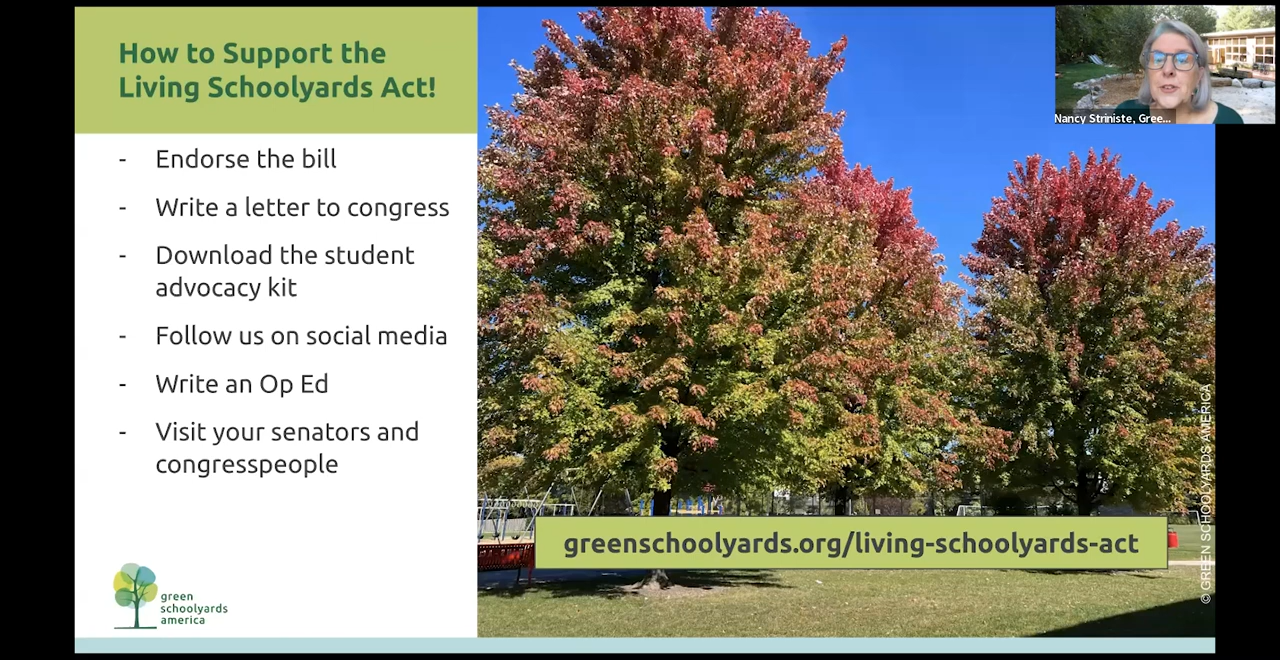 How to Support the
Living Schoolyards Act!
- Endorse the bill
- Write a letter to congress
- Download the student
advocacy kit
- Follow us on social media
- Write an Op Ed
- Visit your senators and
congresspeople
green
schoolyards
america
Nancy Striniste, Gree...
greenschoolyards.org/living-schoolyards-act
© GREEN SCHOOLYARDS AMERICA